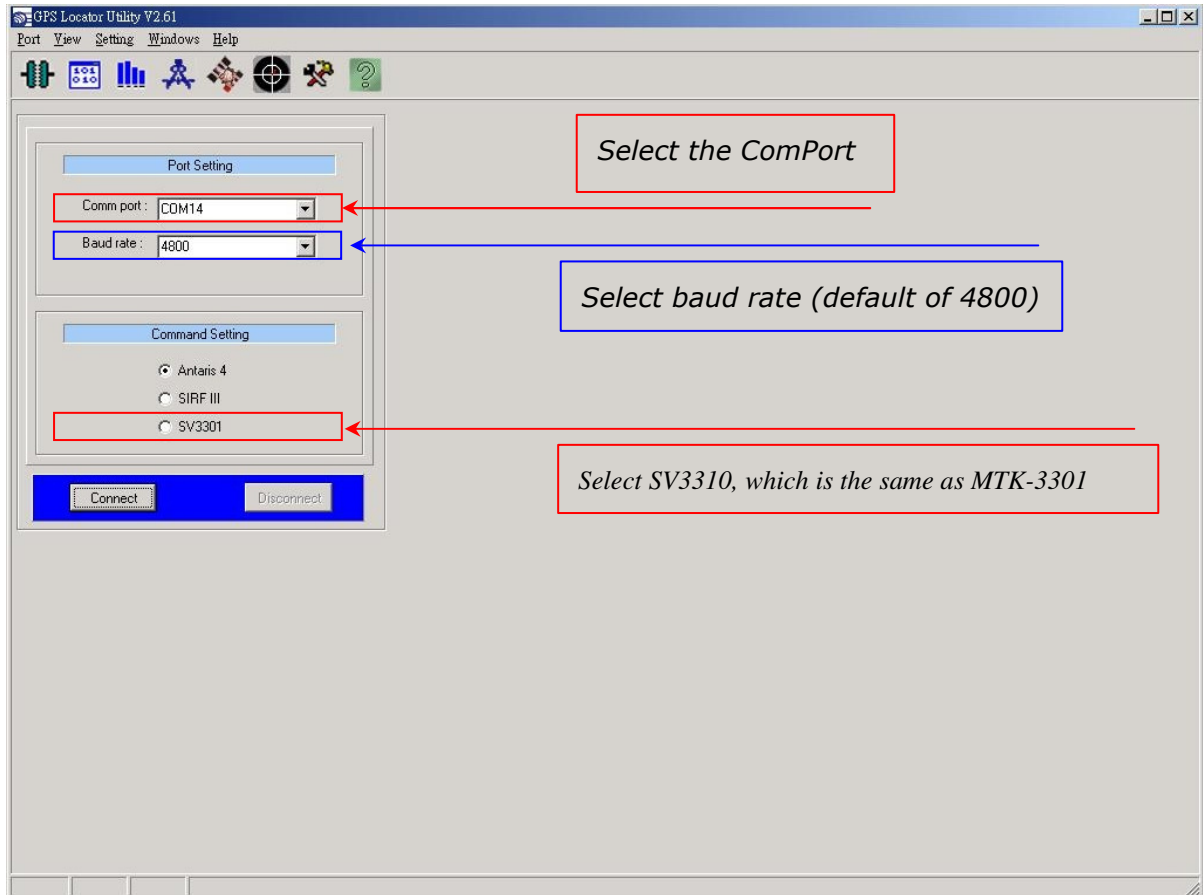 GPS Locator Utility V2.61
Port View Setting Windows Help
101
010
Port Setting
Comm port : COM14
Baud rate : 4800
Command Setting
Antaris 4
SIRF III
SV3301
Connect Disconnect
Select the ComPort
Select baud rate (default of 4800)
Select SV3310, which is the same as MTK-3301